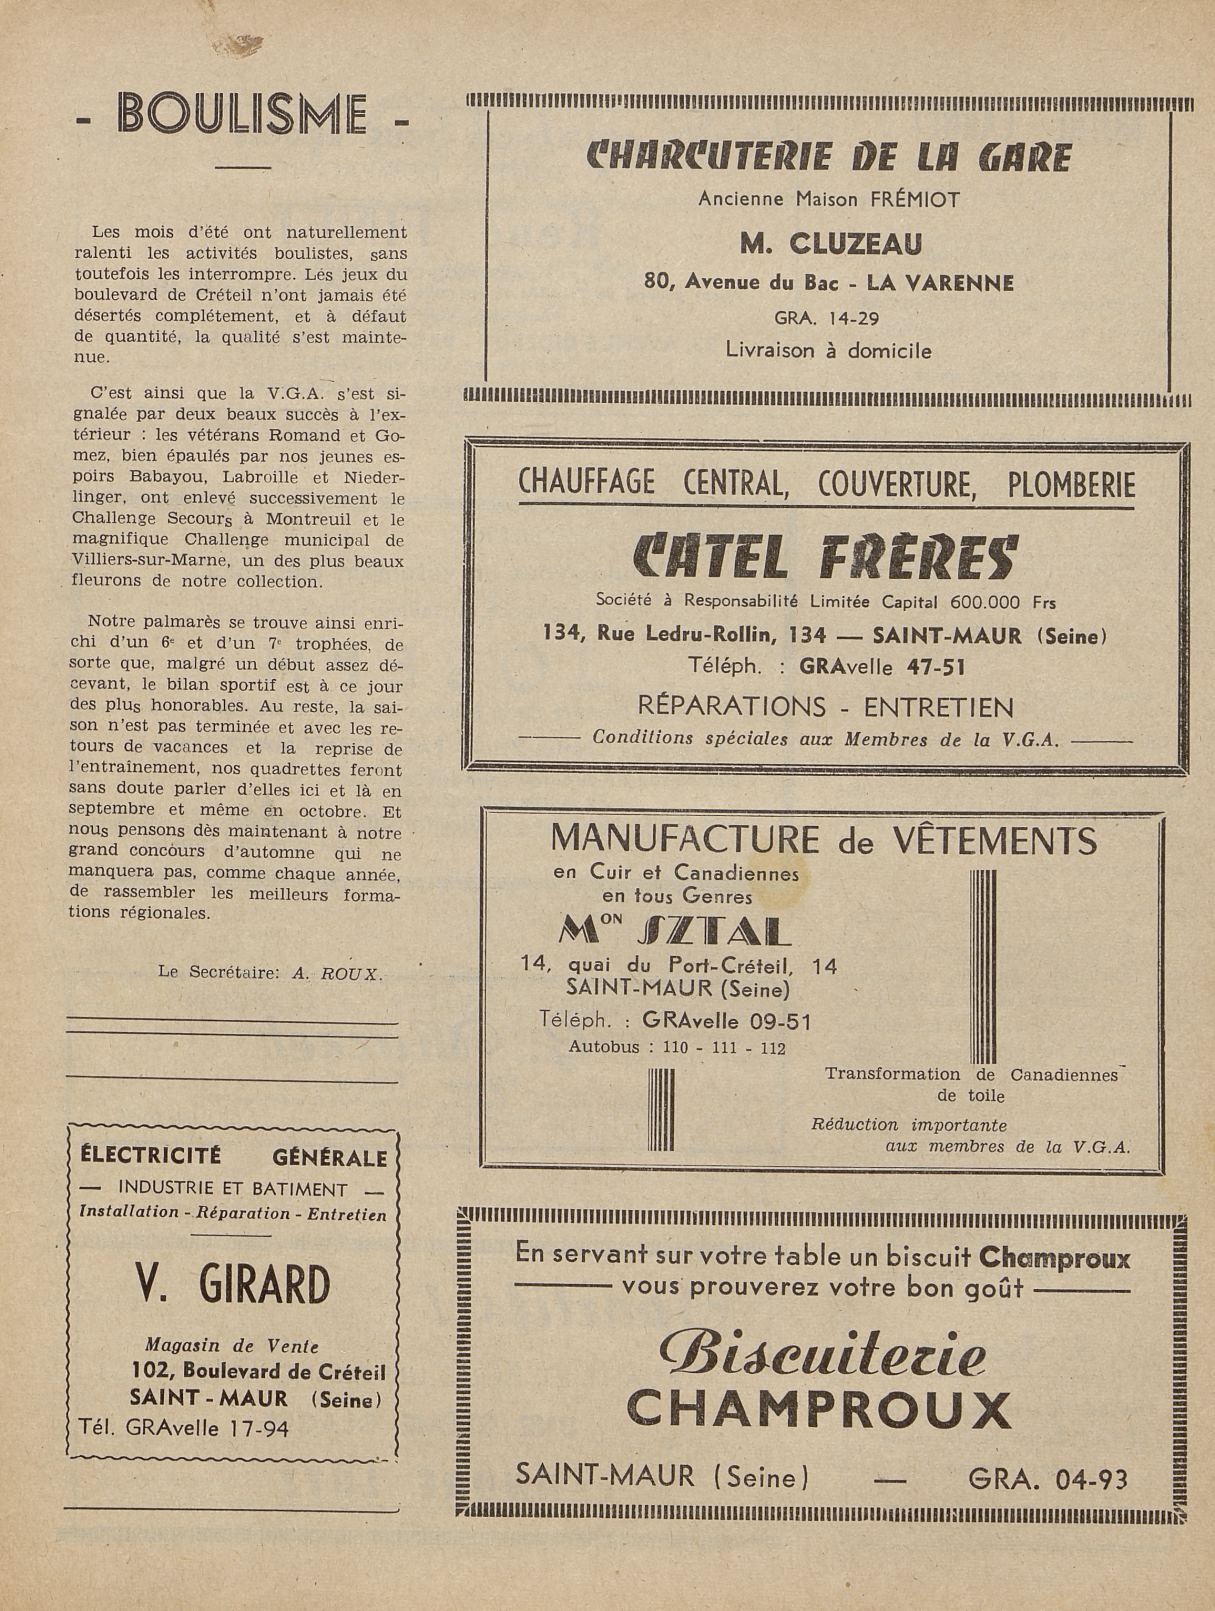 - BOULISME -
Les mois d'été ont naturellement
ralenti les activités boulistes, sans
toutefois les interrompre. Lés jeux du
boulevard de Créteil n'ont jamais été
désertés complétement, et à défaut
de quantité, la qualité s'est mainte-
nue.
C'est ainsi que la V.G.A. s'est si-
gnalée par deux beaux succès à l'ex-
térieur : les vétérans Romand et Go-
mez, bien épaulés par nos jeunes es-
poirs Babayou, Labroille et Nieder-
linger, ont enlevé successivement le
Challenge Secours à Montreuil et le
magnifique Challenge municipal de
Villiers-sur-Marne, un des plus beaux
fleurons de notre collection.
Notre palmarès se trouve ainsi enri-
chi d'un 6e et d'un 7e trophées, de
sorte que, malgré un début assez dé-
cevant, le bilan sportif est à ce jour
des plus honorables. Au reste, la sai-
son n'est pas terminée et avec les re-
tours de vacances et la reprise de
l'entraînement, nos quadrettes feront
sans doute parler d'elles ici et là en
septembre et même en octobre. Et
nous pensons dès maintenant à notre
grand concours d'automne qui ne
manquera pas, comme chaque année,
de rassembler les meilleurs forma-
tions régionales.
Le Secrétaire: A. ROUX.
ÉLECTRICITÉ GÉNÉRALE
— INDUSTRIE ET BATIMENT —
Installation - Réparation - Entretien
V. GIRARD
Magasin de Vente
102, Boulevard de Créteil
SAINT-MAUR (Seine)
Tél. GRAvelle 17-94
CHARCUTERIE DE LA GARE
Ancienne Maison FRÉMIOT
M. CLUZEAU
80, Avenue du Bac - LA VARENNE
GRA. 14-29
Livraison à domicile
CHAUFFAGE CENTRAL, COUVERTURE, PLOMBERIE
CATEL FRÈRES
Société à Responsabilité Limitée Capital 600.000 Frs
134, Rue Ledru-Rollin, 134 — SAINT-MAUR (Seine)
Téléph. : GRAvelle 47-51
RÉPARATIONS - ENTRETIEN
Conditions spéciales aux Membres de la V.G.A.
MANUFACTURE de VÊTEMENTS
en Cuir et Canadiennes
en tous Genres
Mon SZTAL
14, quai du Port-Créteil, 14
SAINT-MAUR (Seine)
Téléph. : GRAvelle 09-51
Autobus : 110 - 111 - 112
Transformation de Canadiennes
de toile
Réduction importante
aux membres de la V.G.A.
En servant sur votre table un biscuit Champroux
vous prouverez votre bon goût
Biscuiterie
CHAMPROUX
SAINT-MAUR (Seine) — GRA. 04-93